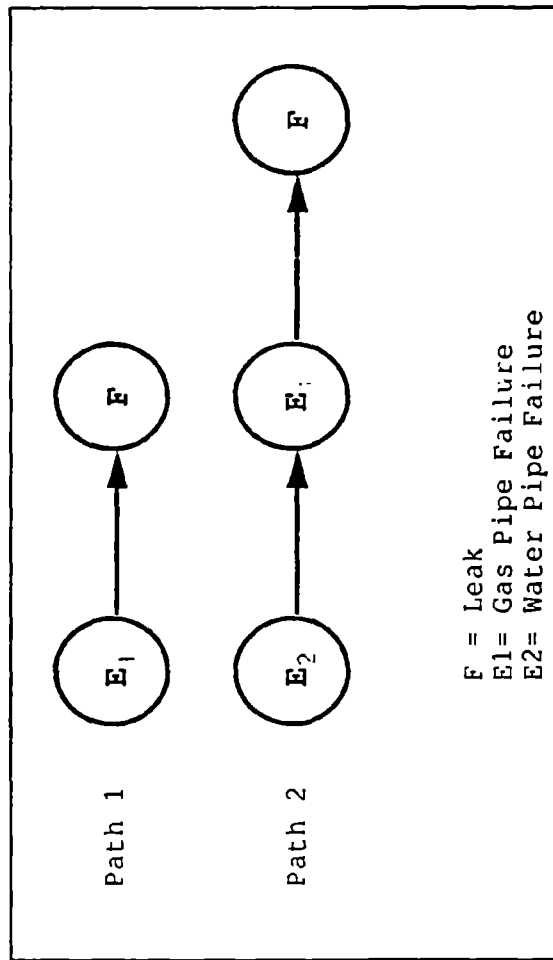 Path 1 E₁ F
Path 2 E₂ E F
F = Leak
E1= Gas Pipe Failure
E2= Water Pipe Failure